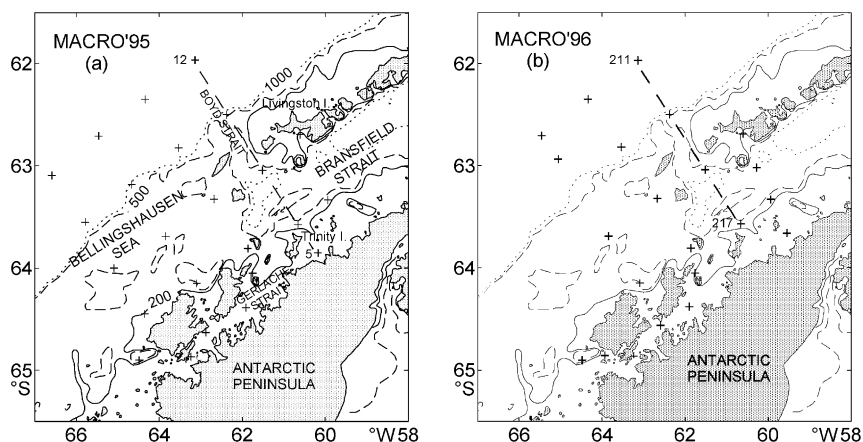 MACRO'95
(a)
12
BOYD STRAIT
1000
Livingston I.
BRANSFIELD
STRAIT
500
BELLINGSHAUSEN
SEA
Trinity I.
5
GERLACHE
STRAIT
200
ANTARCTIC
PENINSULA
62
63
64
65
°S
66
64
62
60
°W 58
MACRO'96
(b)
211
217
ANTARCTIC
PENINSULA
62
63
64
65
°S
66
64
62
60
°W 58